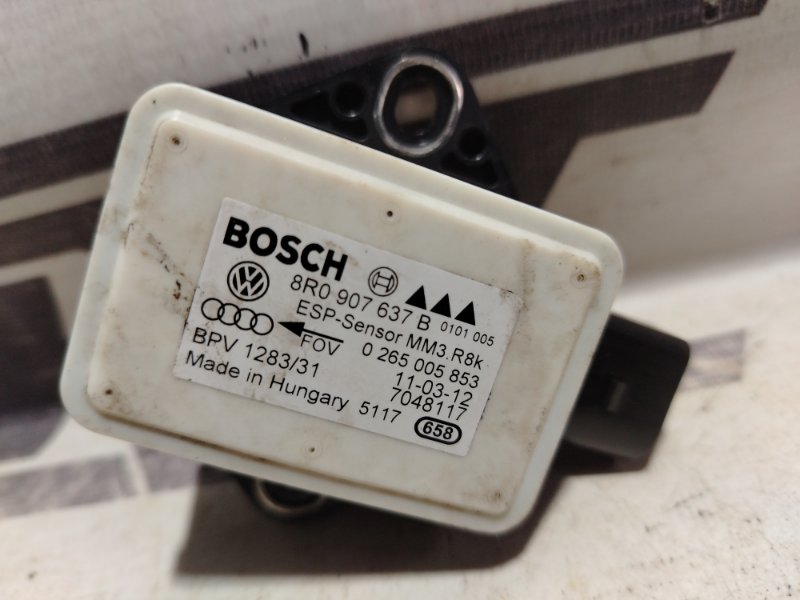 BOSCH
8R0 907 637 B 0101 005
ESP-Sensor MM3.R8k
FOV 0 265 005 853
BPV 1283/31 11-03-12
7048117
Made in Hungary 5117 658